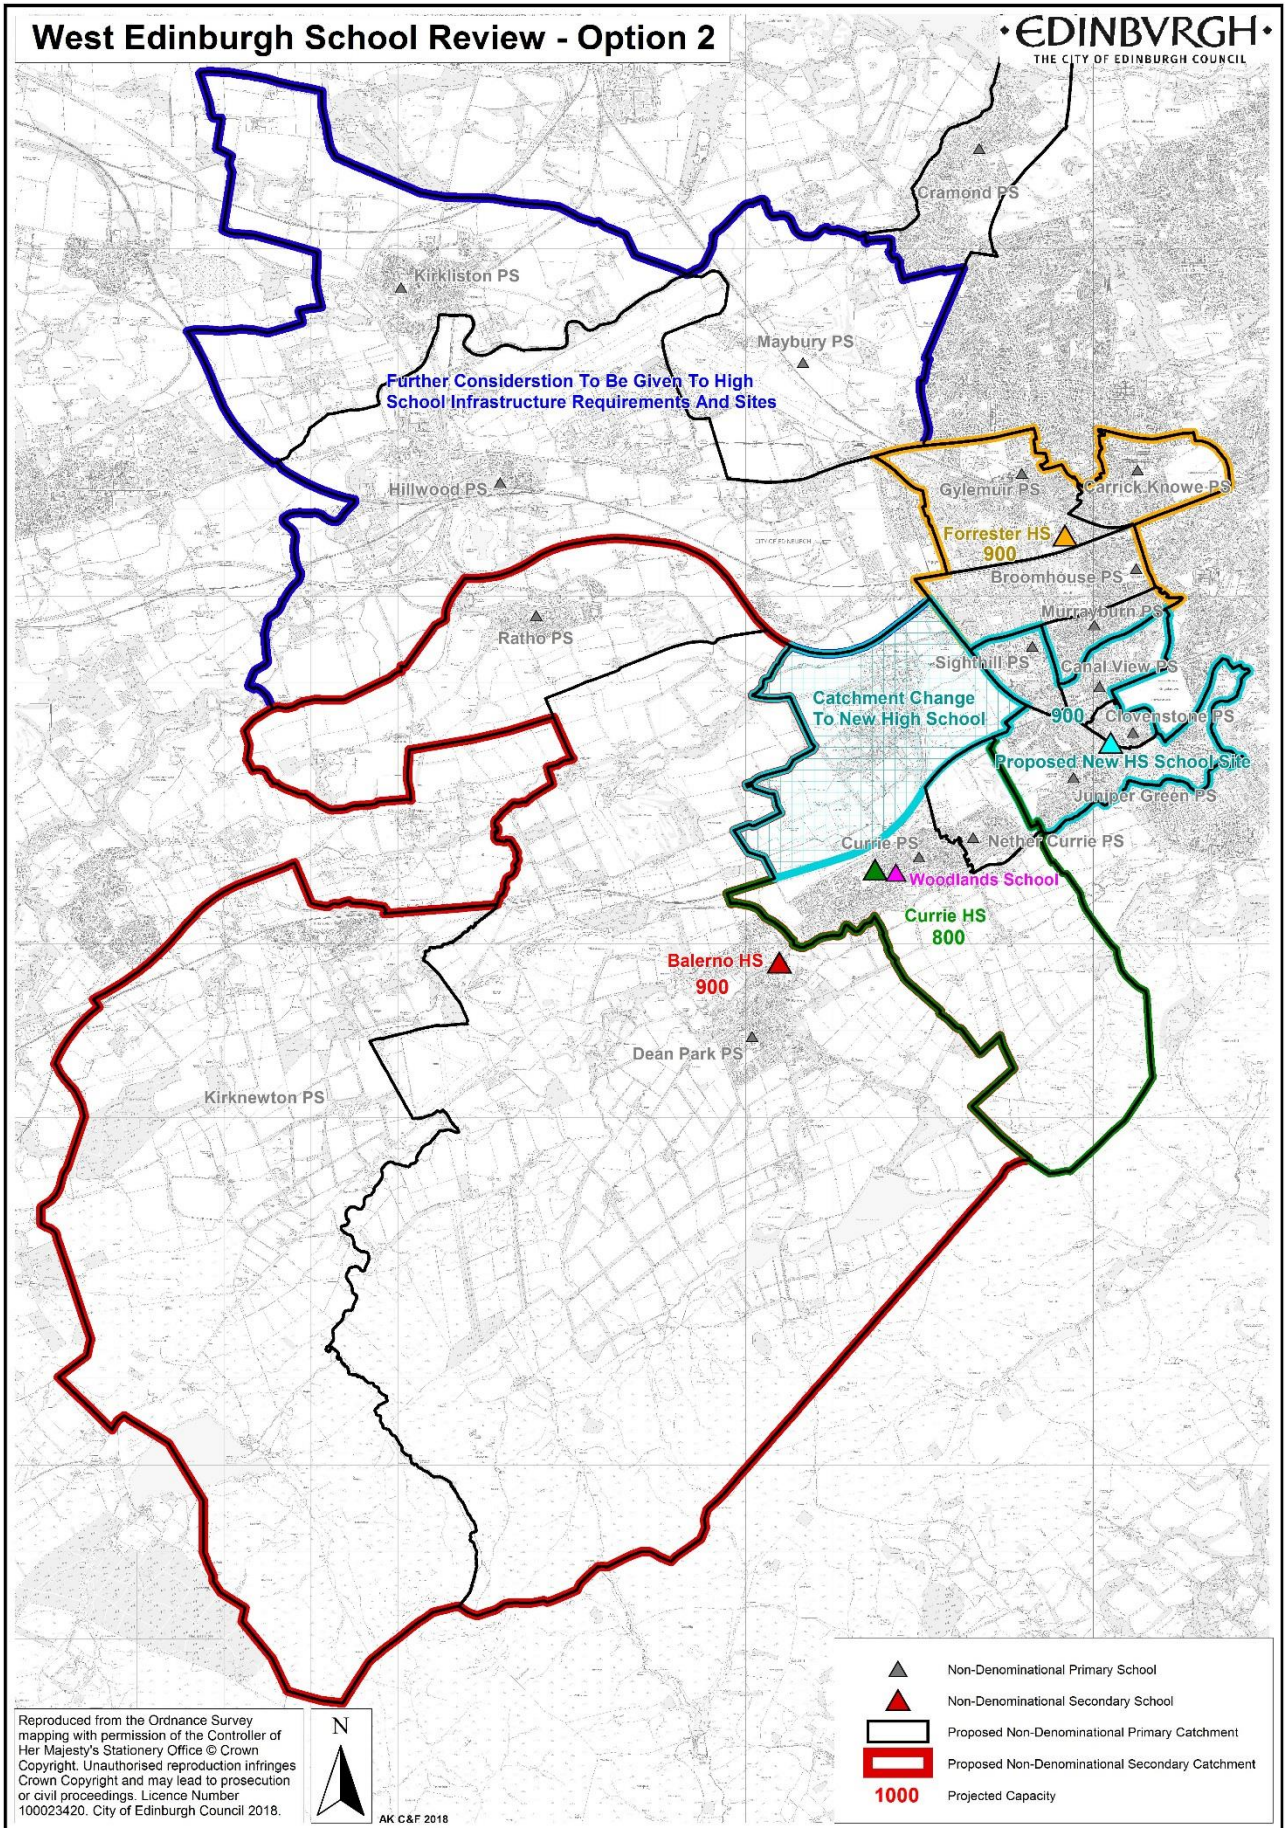 West Edinburgh School Review - Option 2
·EDINBVRGH·
THE CITY OF EDINBURGH COUNCIL
Cramond PS
Kirkliston PS
Maybury PS
Further Considerstion To Be Given To High
School Infrastructure Requirements And Sites
Hillwood PS
Gylemuir PS
Carrick Knowe PS
Forrester HS
900
CITY OF EDINBURGH
Broomhouse PS
Murrayburn PS
Ratho PS
Sighthill PS
Canal View PS
Catchment Change
To New High School
900
Clovenstone PS
Proposed New HS School Site
Juniper Green PS
Currie PS
Nether Currie PS
Woodlands School
Currie HS
800
Balerno HS
900
Dean Park PS
Kirknewton PS
Non-Denominational Primary School
Non-Denominational Secondary School
Proposed Non-Denominational Primary Catchment
Proposed Non-Denominational Secondary Catchment
1000 Projected Capacity
Reproduced from the Ordnance Survey
mapping with permission of the Controller of
Her Majesty's Stationery Office © Crown
Copyright. Unauthorised reproduction infringes
Crown Copyright and may lead to prosecution
or civil proceedings. Licence Number
100023420. City of Edinburgh Council 2018.
N
AK C&F 2018